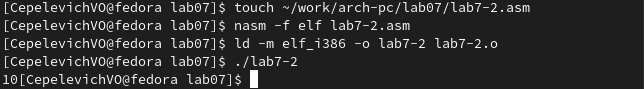 [CepelevichVO@fedora lab07]$ touch ~/work/arch-pc/lab07/lab7-2.asm
[CepelevichVO@fedora lab07]$ nasm -f elf lab7-2.asm
[CepelevichVO@fedora lab07]$ ld -m elf_i386 -o lab7-2 lab7-2.o
[CepelevichVO@fedora lab07]$ ./lab7-2
10[CepelevichVO@fedora lab07]$